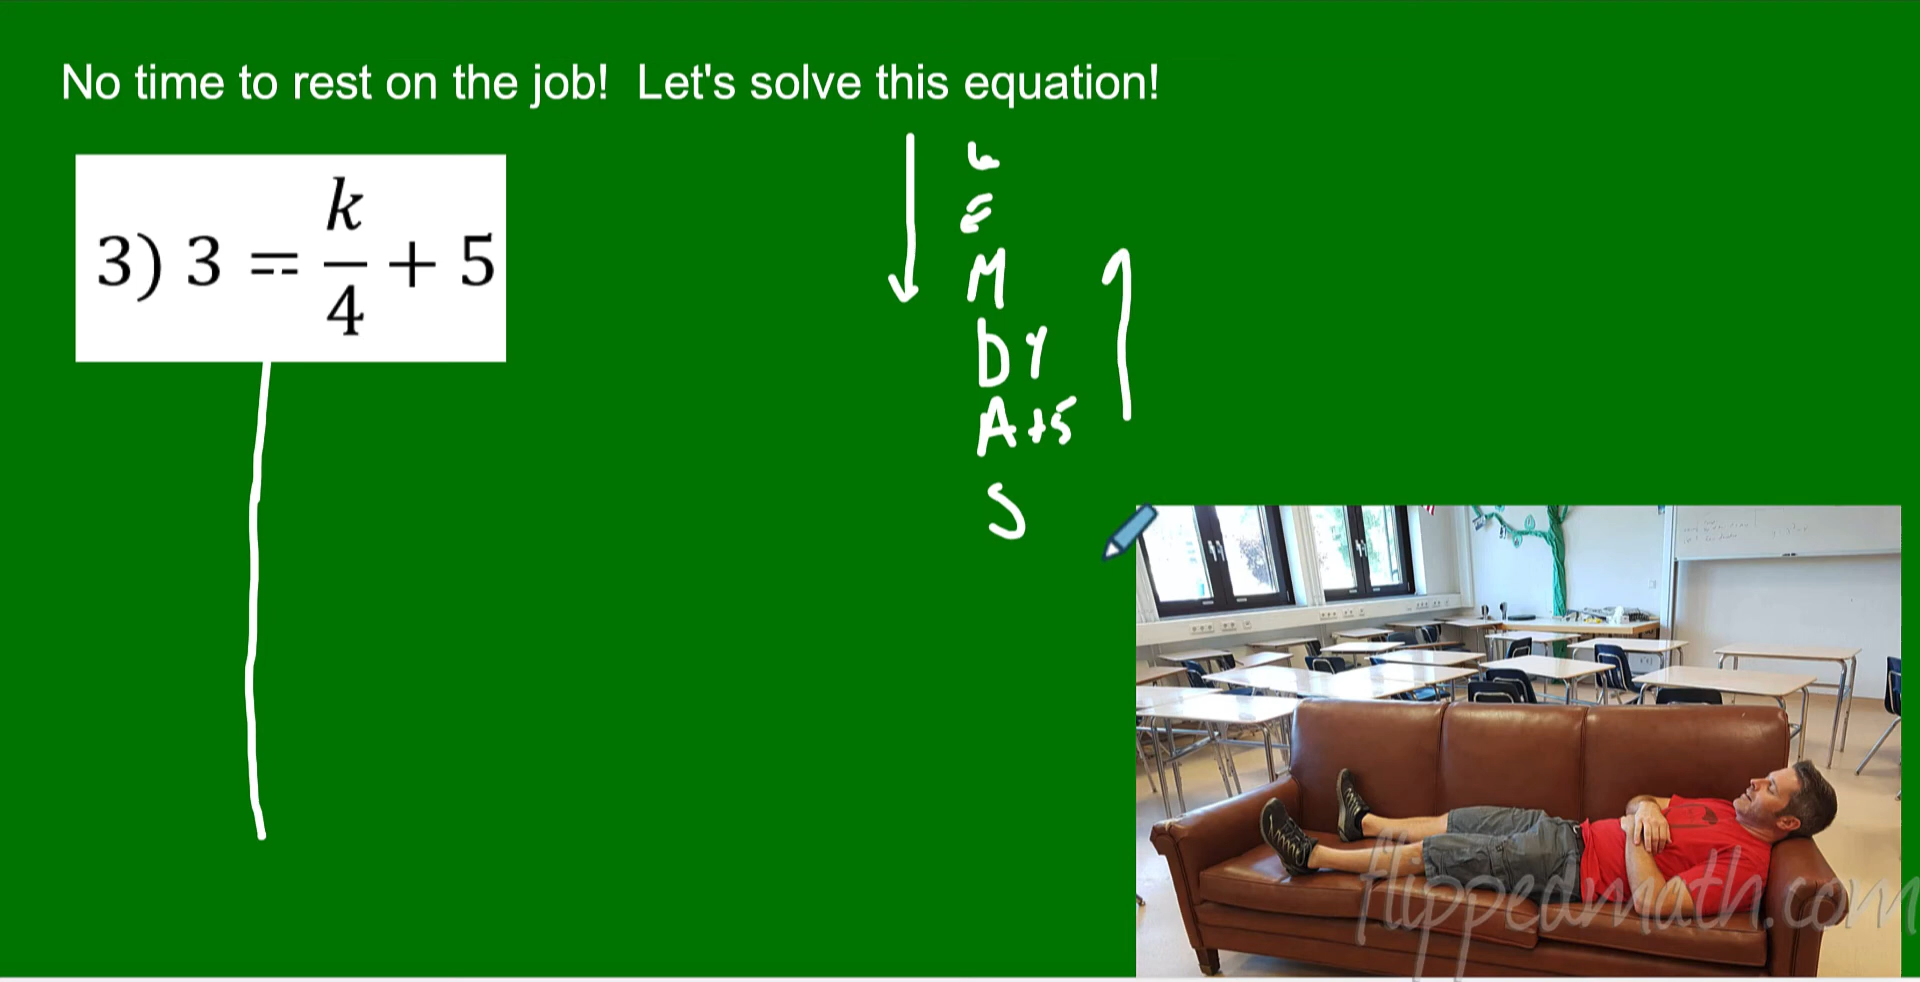 No time to rest on the job! Let's solve this equation!
3) 3 = k/4 + 5
M
D 4
A +5
S
flippedmath.com